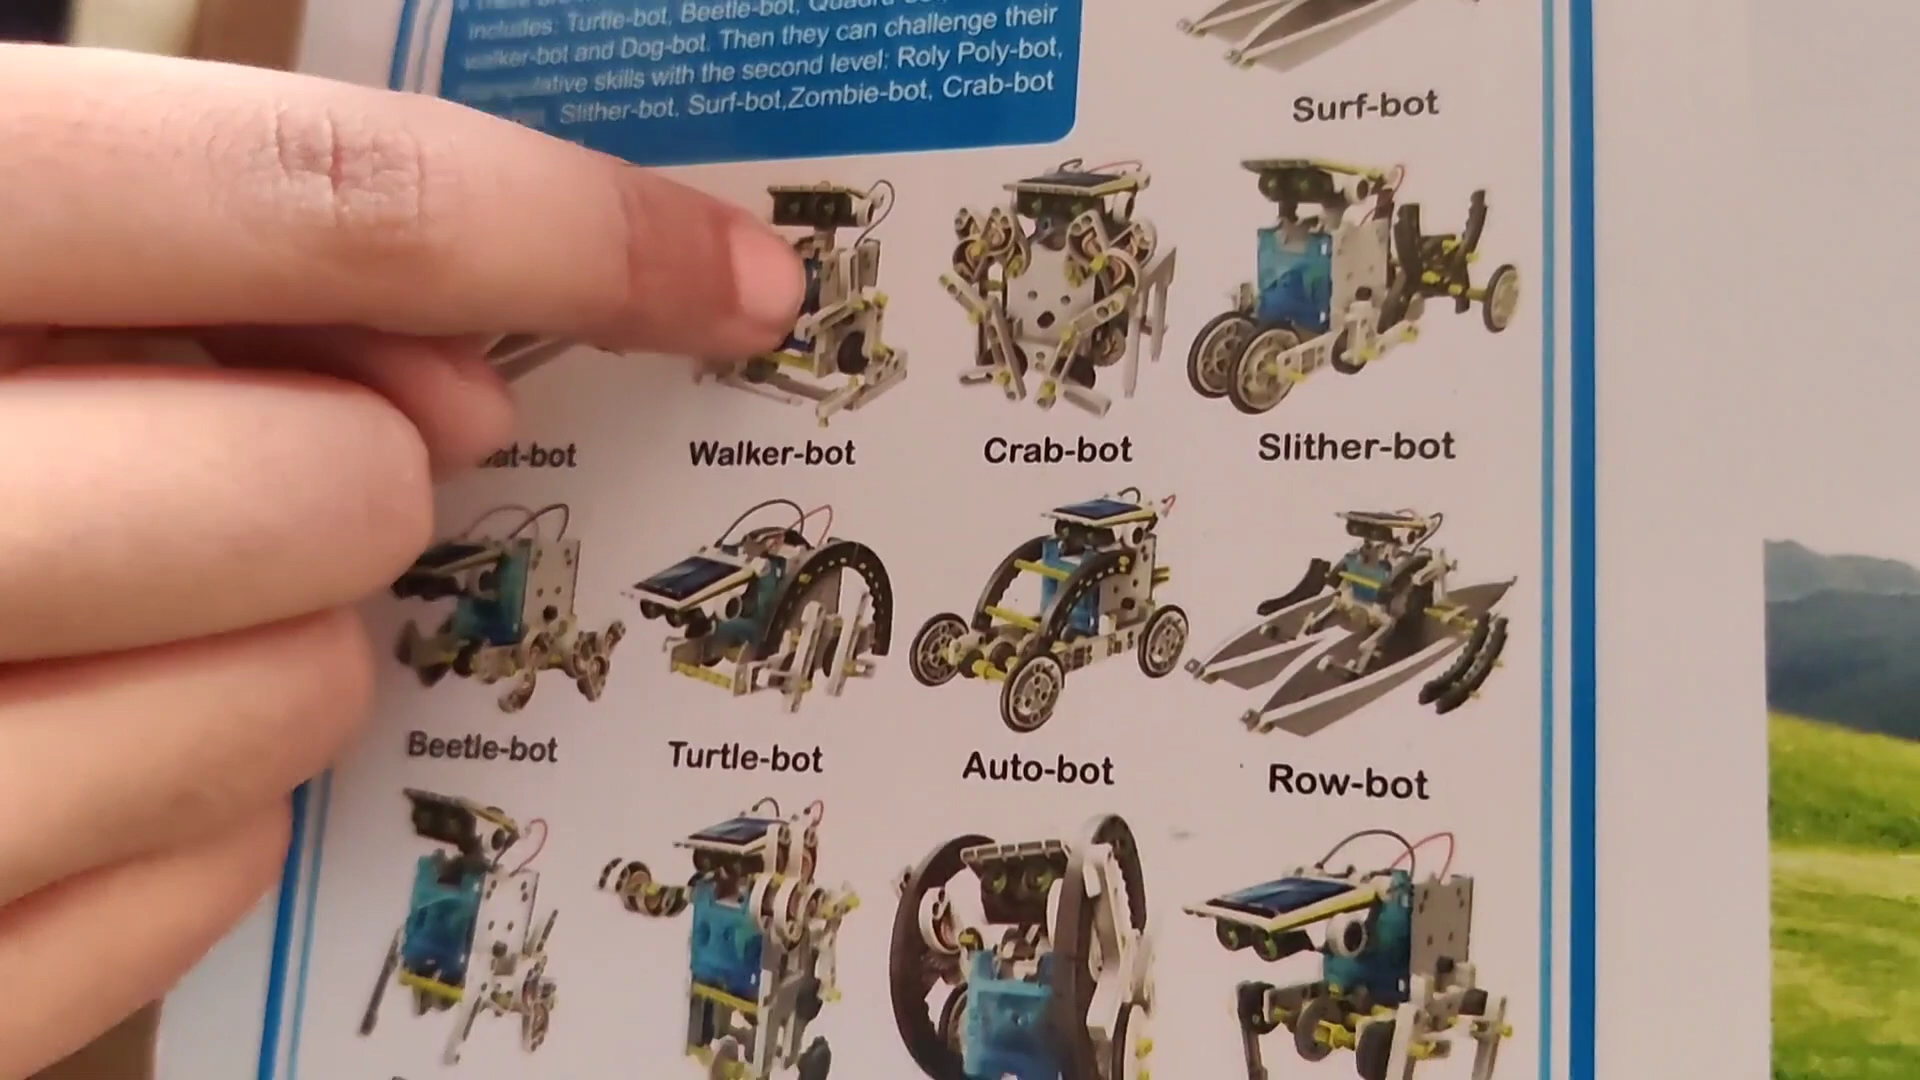 includes: Turtle-bot, Beetle-bot,
walker-bot and Dog-bot. Then they can challenge their
skills with the second level: Roly Poly-bot,
Slither-bot, Surf-bot,Zombie-bot, Crab-bot
Surf-bot
at-bot
Walker-bot
Crab-bot
Slither-bot
Beetle-bot
Turtle-bot
Auto-bot
Row-bot